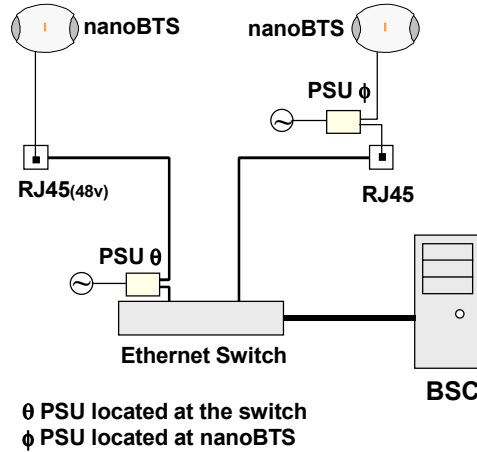 nanoBTS
nanoBTS
PSU ϕ
RJ45(48v)
RJ45
PSU θ
Ethernet Switch
BSC
θ PSU located at the switch
ϕ PSU located at nanoBTS